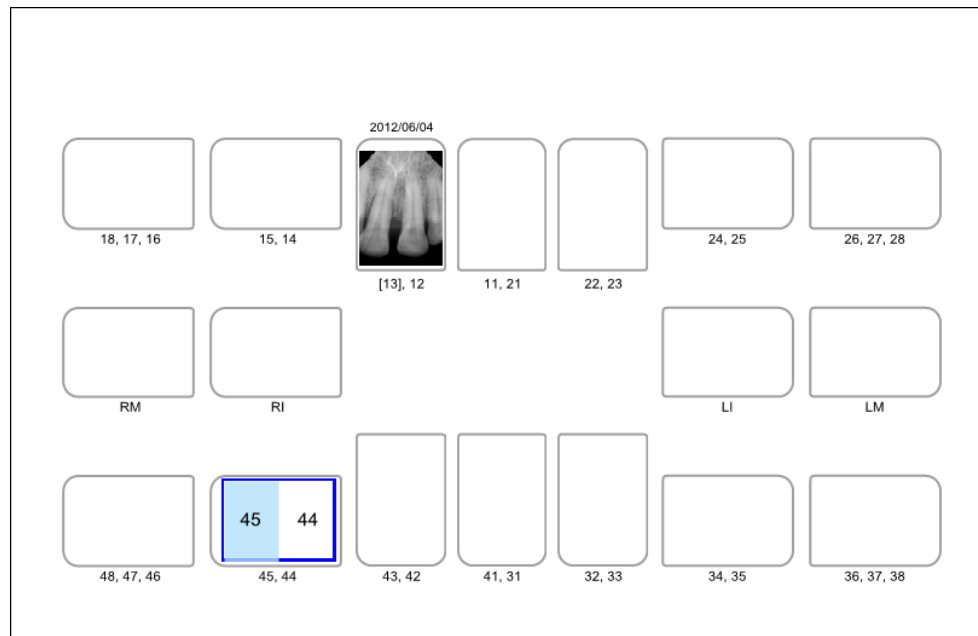 2012/06/04
18, 17, 16
15, 14
[13], 12
11, 21
22, 23
24, 25
26, 27, 28
RM
RI
LI
LM
45
44
48, 47, 46
45, 44
43, 42
41, 31
32, 33
34, 35
36, 37, 38